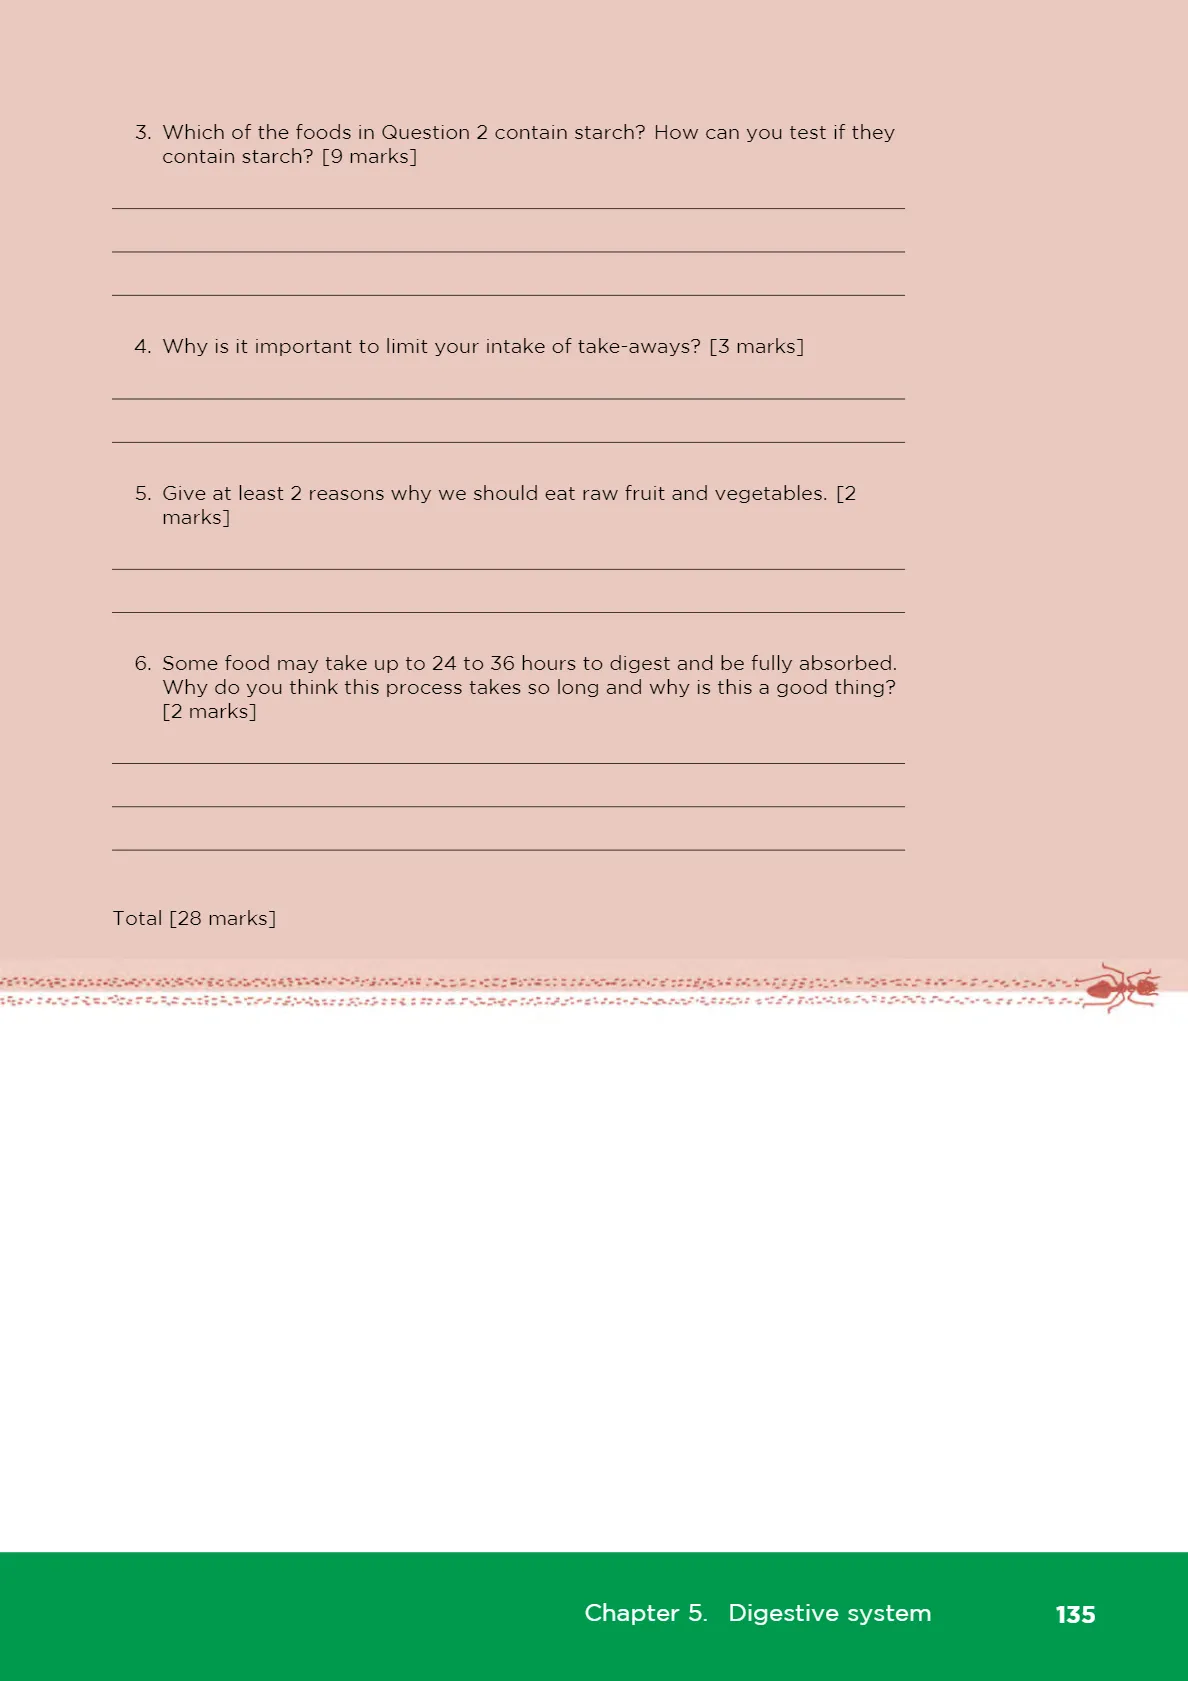 3. Which of the foods in Question 2 contain starch? How can you test if they
contain starch? [9 marks]
4. Why is it important to limit your intake of take-aways? [3 marks]
5. Give at least 2 reasons why we should eat raw fruit and vegetables. [2
marks]
6. Some food may take up to 24 to 36 hours to digest and be fully absorbed.
Why do you think this process takes so long and why is this a good thing?
[2 marks]
Total [28 marks]
Chapter 5. Digestive system 135